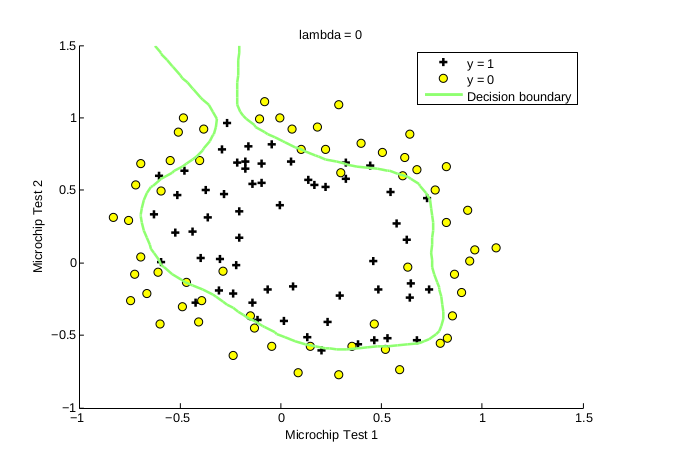 lambda = 0
1.5
y = 1
y = 0
Decision boundary
1
0.5
Microchip Test 2
0
−0.5
−1
−1
−0.5
0
0.5
1
1.5
Microchip Test 1